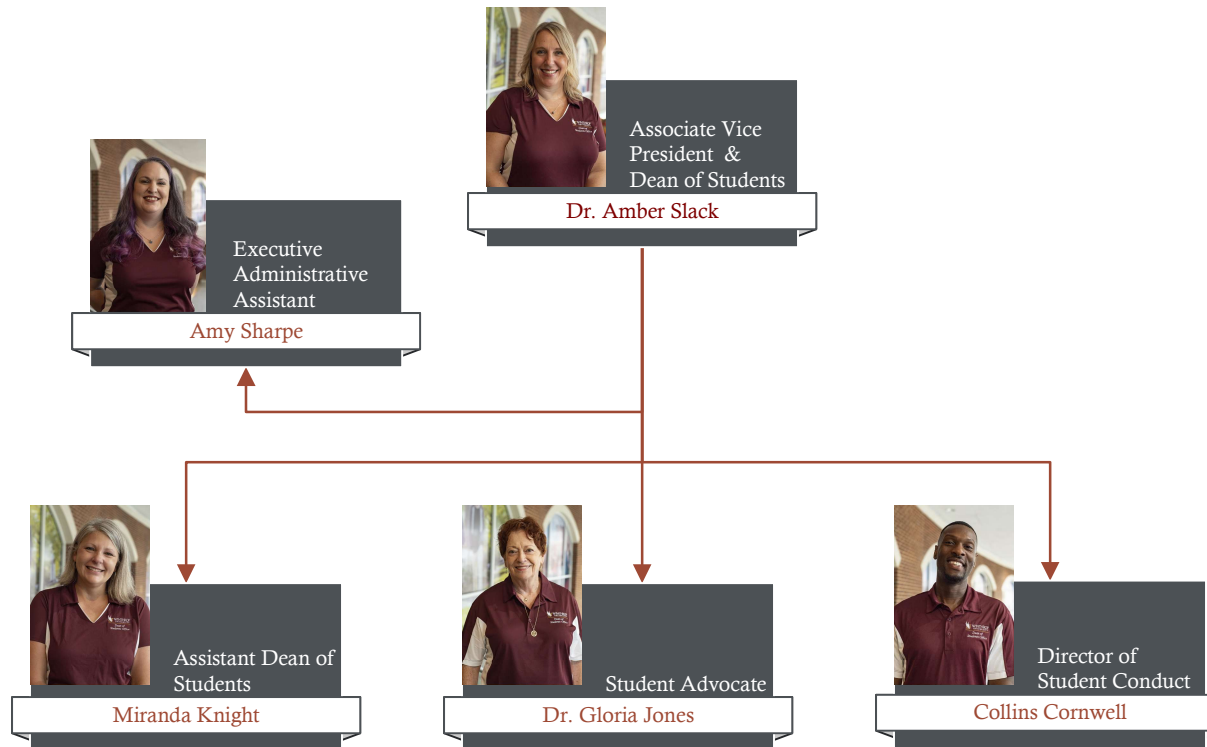 Associate Vice
President &
Dean of Students
Dr. Amber Slack
Executive
Administrative
Assistant
Amy Sharpe
Assistant Dean of
Students
Miranda Knight
Student Advocate
Dr. Gloria Jones
Director of
Student Conduct
Collins Cornwell